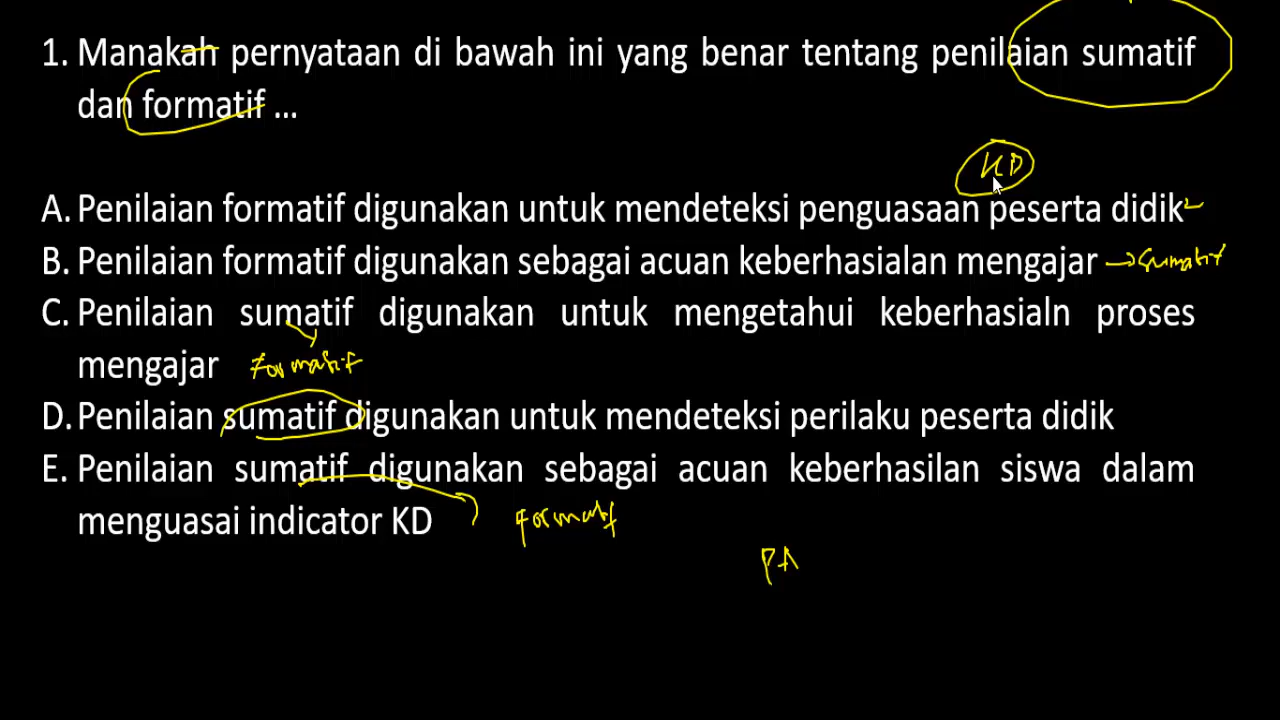 1. Manakah pernyataan di bawah ini yang benar tentang penilaian sumatif
dan formatif ...
KD
A. Penilaian formatif digunakan untuk mendeteksi penguasaan peserta didik
B. Penilaian formatif digunakan sebagai acuan keberhasialan mengajar → Sumatif
C. Penilaian sumatif digunakan untuk mengetahui keberhasialn proses
mengajar Formatif
D. Penilaian sumatif digunakan untuk mendeteksi perilaku peserta didik
E. Penilaian sumatif digunakan sebagai acuan keberhasilan siswa dalam
menguasai indicator KD formatif
PA